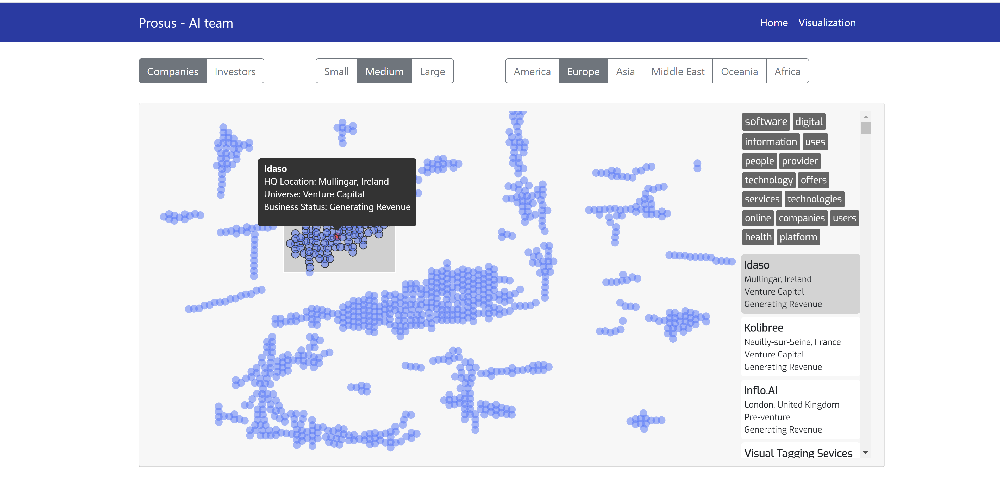 Prosus - AI team
Home Visualization
Companies Investors
Small Medium Large
America Europe Asia Middle East Oceania Africa
Idaso
HQ Location: Mullingar, Ireland
Universe: Venture Capital
Business Status: Generating Revenue
software digital
information uses
people provider
technology offers
services technologies
online companies users
health platform
Idaso
Mullingar, Ireland
Venture Capital
Generating Revenue
Kolibree
Neuilly-sur-Seine, France
Venture Capital
Generating Revenue
inflo.Ai
London, United Kingdom
Pre-venture
Generating Revenue
Visual Tagging Sevices